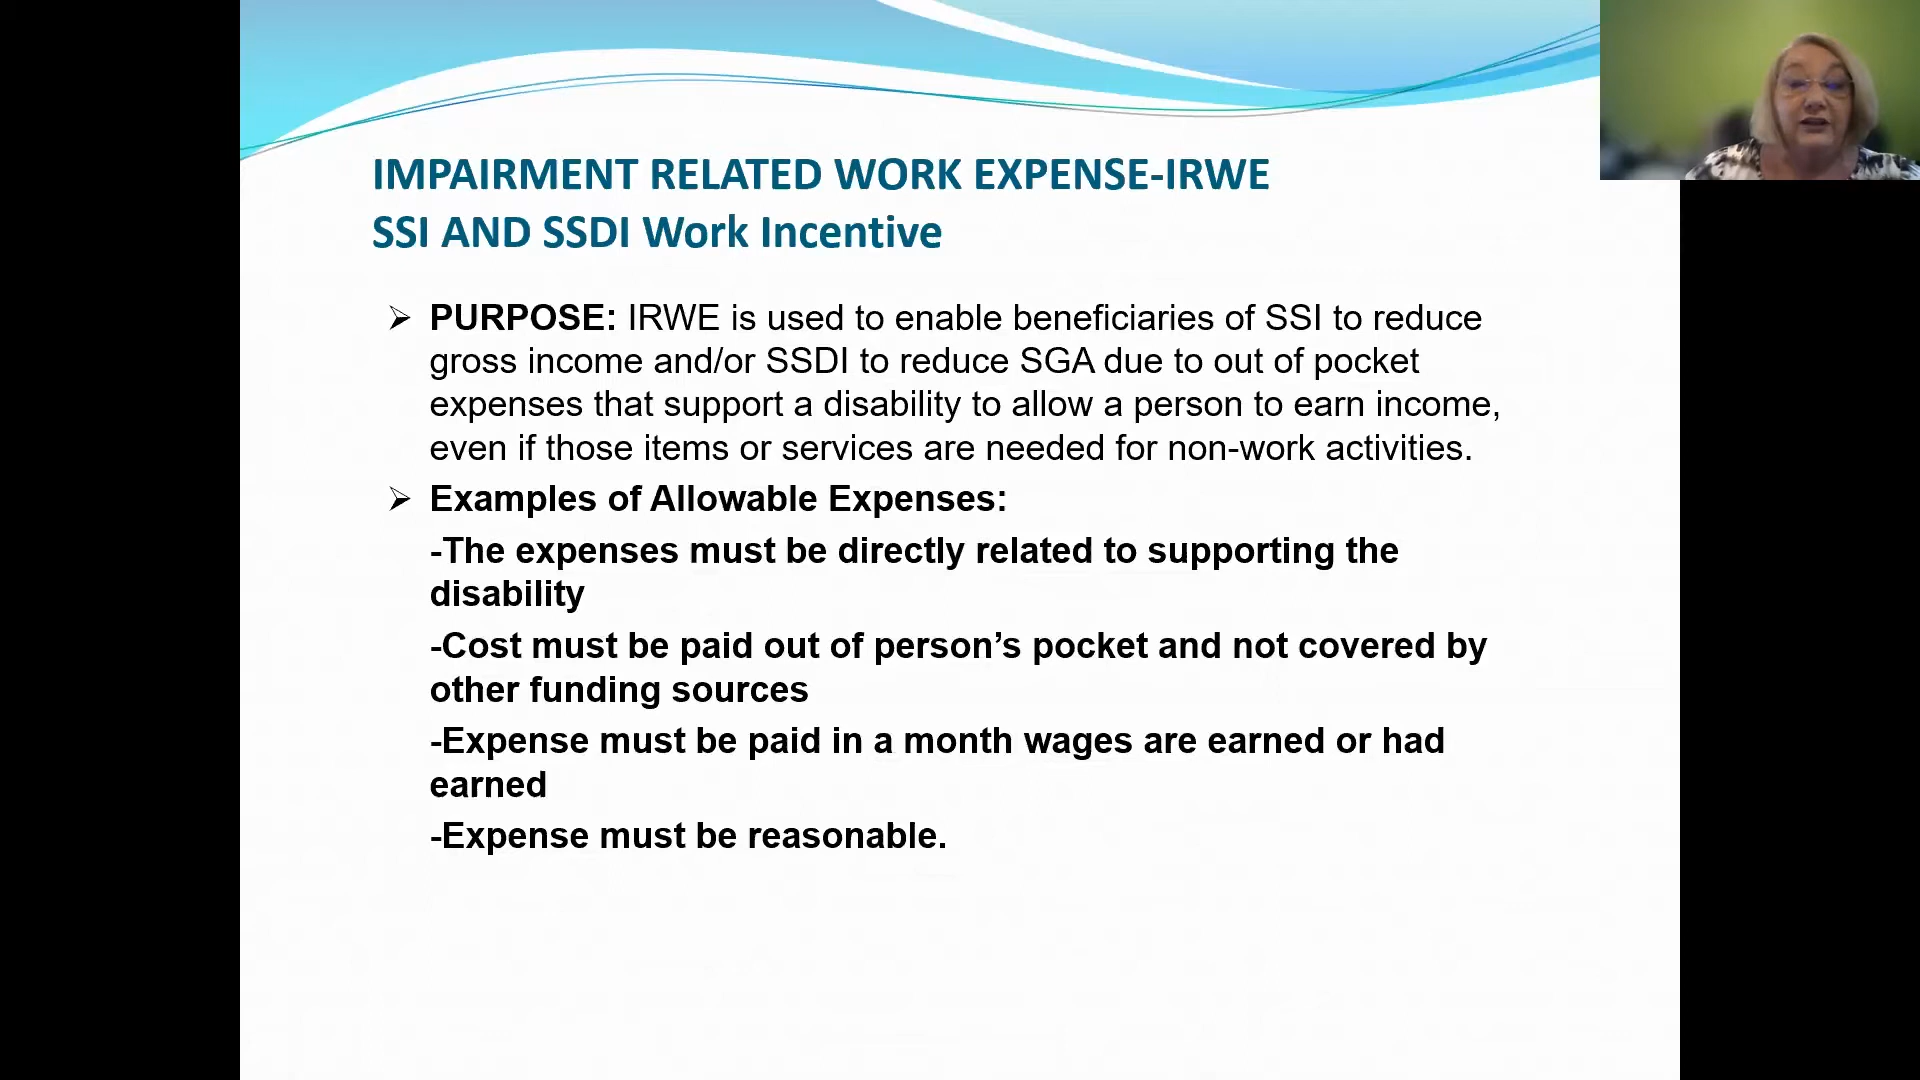 IMPAIRMENT RELATED WORK EXPENSE-IRWE
SSI AND SSDI Work Incentive
➢ PURPOSE: IRWE is used to enable beneficiaries of SSI to reduce
gross income and/or SSDI to reduce SGA due to out of pocket
expenses that support a disability to allow a person to earn income,
even if those items or services are needed for non-work activities.
➢ Examples of Allowable Expenses:
-The expenses must be directly related to supporting the
disability
-Cost must be paid out of person’s pocket and not covered by
other funding sources
-Expense must be paid in a month wages are earned or had
earned
-Expense must be reasonable.